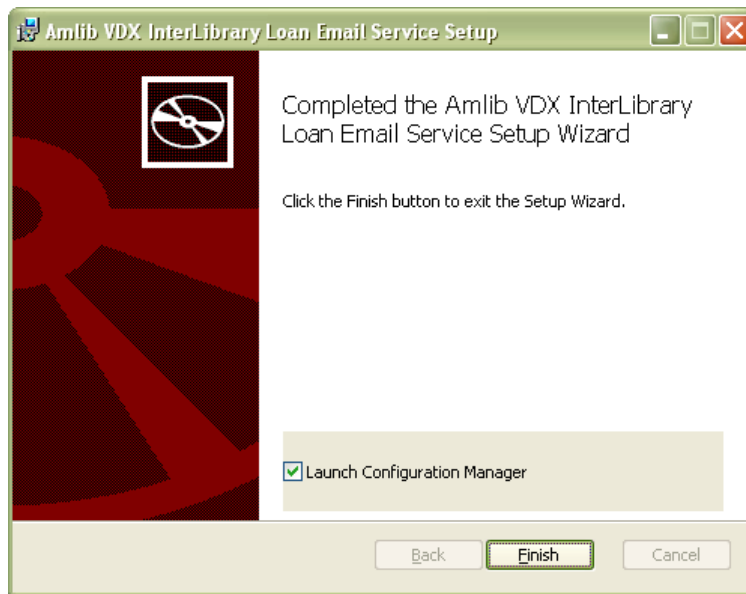 Amlib VDX InterLibrary Loan Email Service Setup
Completed the Amlib VDX InterLibrary
Loan Email Service Setup Wizard
Click the Finish button to exit the Setup Wizard.
Launch Configuration Manager
Back Finish Cancel